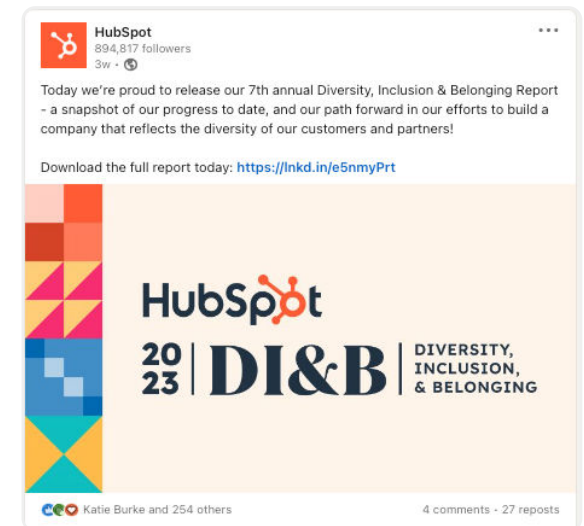 HubSpot
894,817 followers
3w •
Today we're proud to release our 7th annual Diversity, Inclusion & Belonging Report
- a snapshot of our progress to date, and our path forward in our efforts to build a
company that reflects the diversity of our customers and partners!
Download the full report today: https://lnkd.in/e5nmyPrt
HubSpot
2023 | DI&B | DIVERSITY,
INCLUSION,
& BELONGING
Katie Burke and 254 others
4 comments • 27 reposts